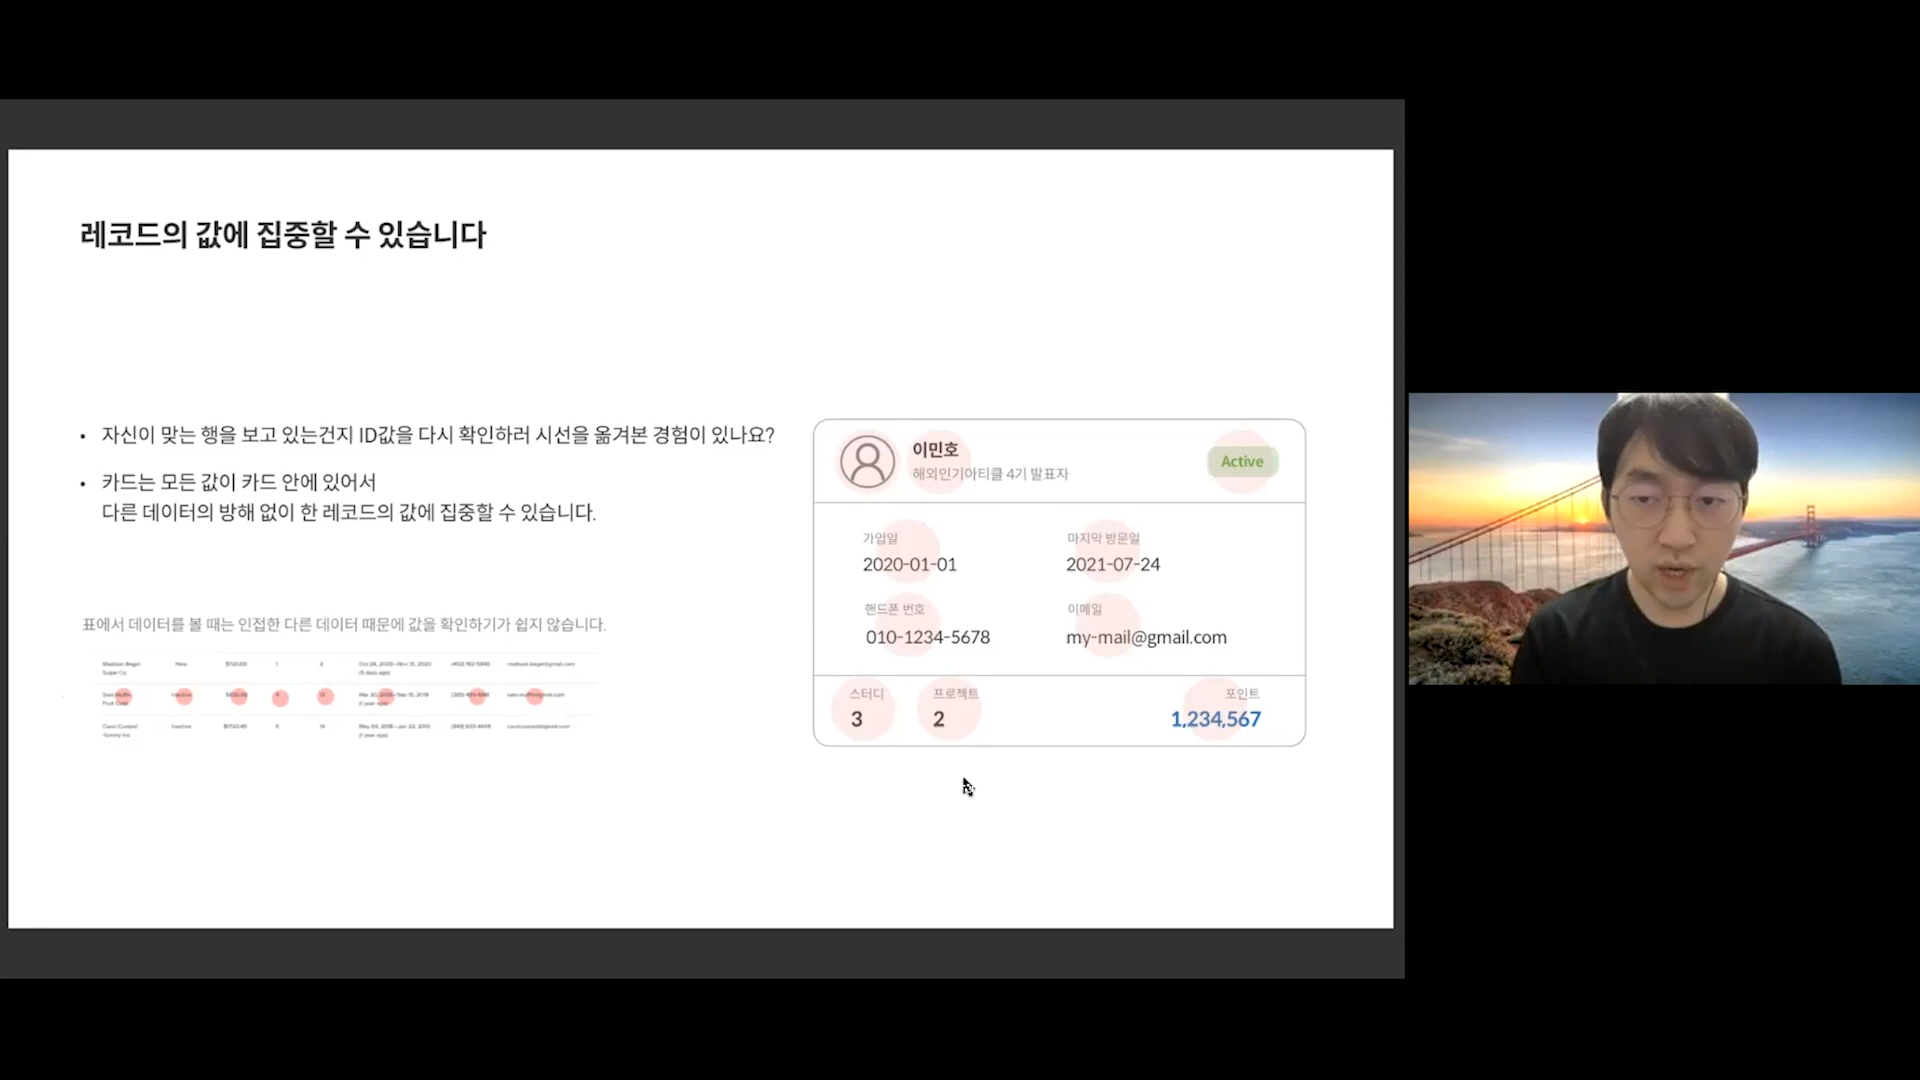 레코드의 값에 집중할 수 있습니다
• 자신이 맞는 행을 보고 있는건지 ID값을 다시 확인하러 시선을 옮겨본 경험이 있나요?
• 카드는 모든 값이 카드 안에 있어서
다른 데이터의 방해 없이 한 레코드의 값에 집중할 수 있습니다.
표에서 데이터를 볼 때는 인접한 다른 데이터 때문에 값을 확인하기가 쉽지 않습니다.
New 1 2
Inactive
이민호
해외인기아티클 4기 발표자
Active
가입일 마지막 방문일
2020-01-01 2021-07-24
핸드폰 번호 이메일
010-1234-5678 my-mail@gmail.com
스터디 프로젝트 포인트
3 2 1,234,567